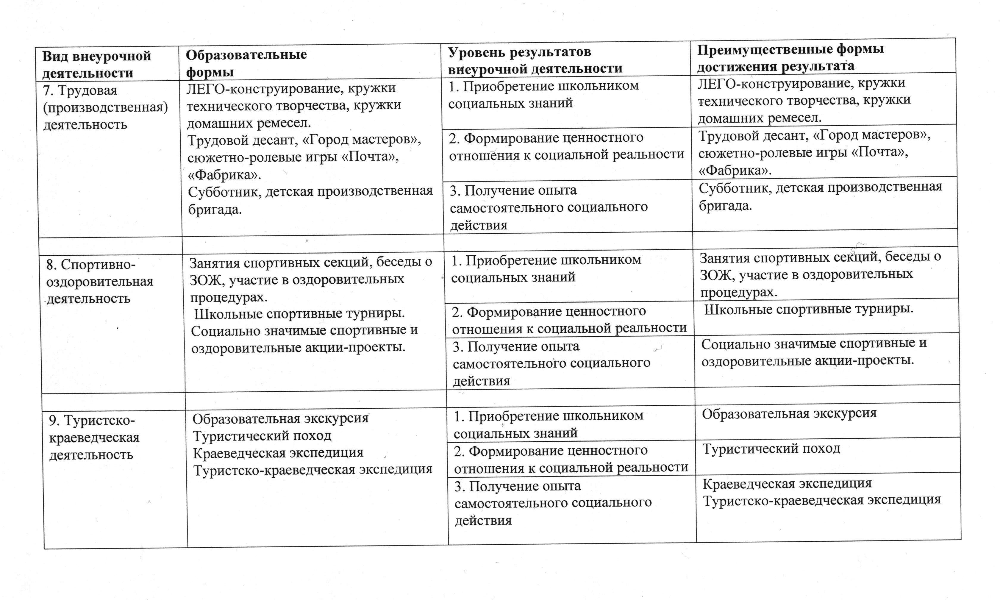 Вид внеурочной
деятельности
Образовательные
формы
Уровень результатов
внеурочной деятельности
Преимущественные формы
достижения результата
7. Трудовая
(производственная)
деятельность
ЛЕГО-конструирование, кружки
технического творчества, кружки
домашних ремесел.
Трудовой десант, «Город мастеров»,
сюжетно-ролевые игры «Почта»,
«Фабрика».
Субботник, детская производственная
бригада.
1. Приобретение школьником
социальных знаний
ЛЕГО-конструирование, кружки
технического творчества, кружки
домашних ремесел.
2. Формирование ценностного
отношения к социальной реальности
Трудовой десант, «Город мастеров»,
сюжетно-ролевые игры «Почта»,
«Фабрика».
3. Получение опыта
самостоятельного социального
действия
Субботник, детская производственная
бригада.
8. Спортивно-
оздоровительная
деятельность
Занятия спортивных секций, беседы о
ЗОЖ, участие в оздоровительных
процедурах.
Школьные спортивные турниры.
Социально значимые спортивные и
оздоровительные акции-проекты.
1. Приобретение школьником
социальных знаний
Занятия спортивных секций, беседы о
ЗОЖ, участие в оздоровительных
процедурах.
2. Формирование ценностного
отношения к социальной реальности
Школьные спортивные турниры.
3. Получение опыта
самостоятельного социального
действия
Социально значимые спортивные и
оздоровительные акции-проекты.
9. Туристско-
краеведческая
деятельность
Образовательная экскурсия
Туристический поход
Краеведческая экспедиция
Туристско-краеведческая экспедиция
1. Приобретение школьником
социальных знаний
Образовательная экскурсия
2. Формирование ценностного
отношения к социальной реальности
Туристический поход
3. Получение опыта
самостоятельного социального
действия
Краеведческая экспедиция
Туристско-краеведческая экспедиция